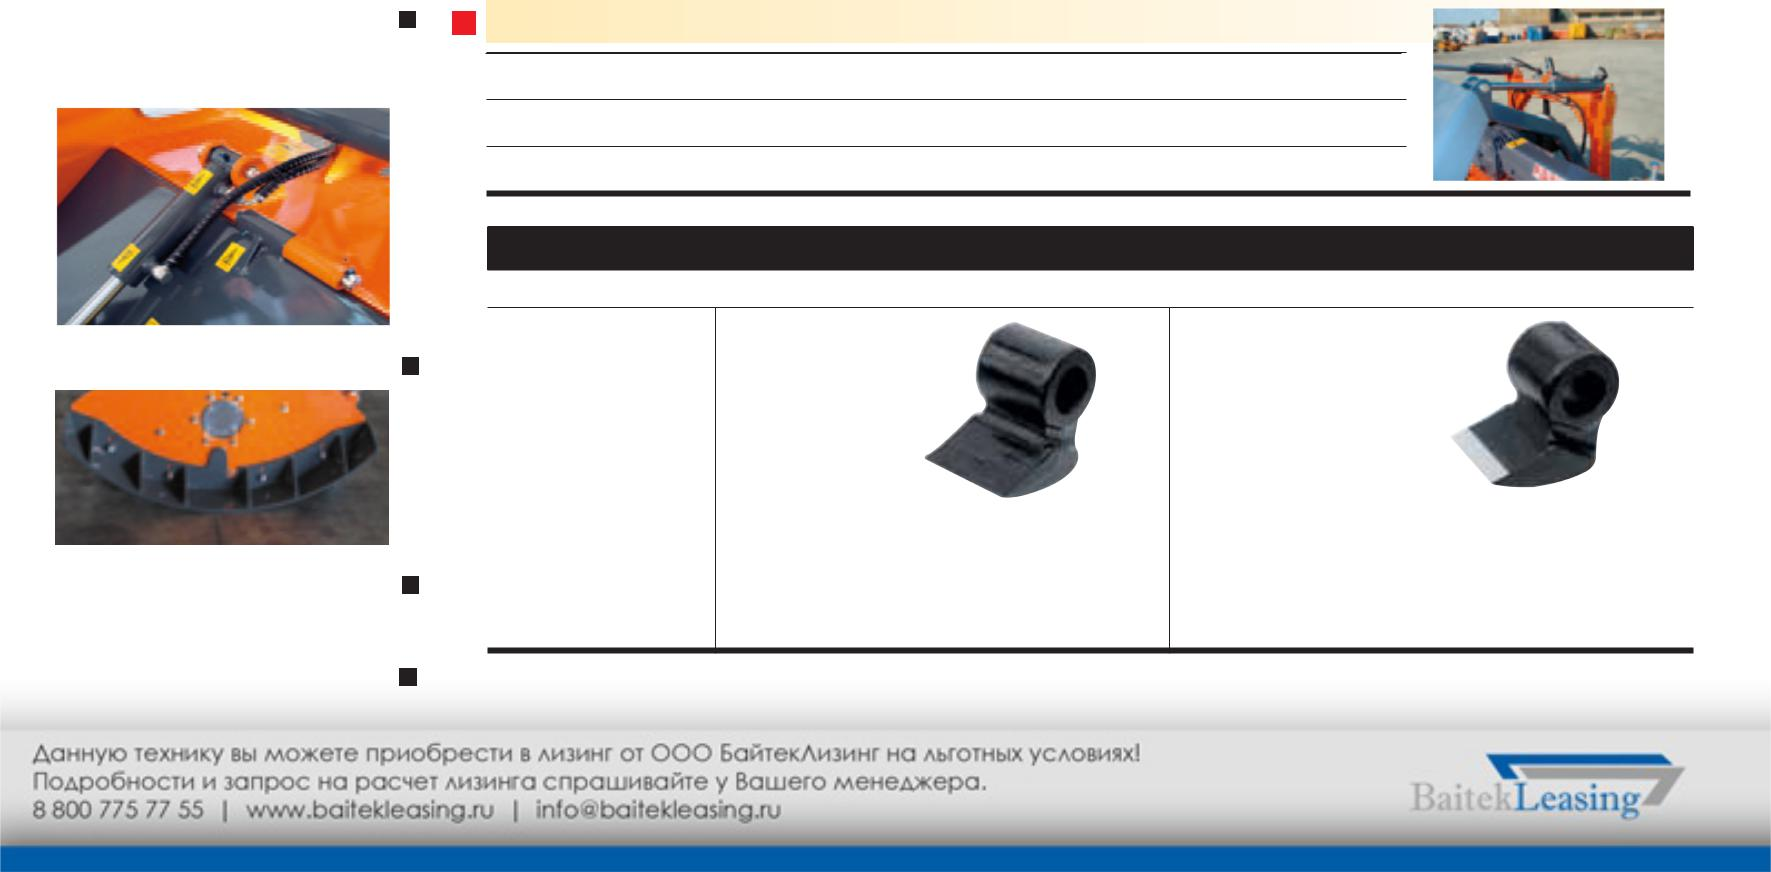 Данную технику вы можете приобрести в лизинг от ООО БайтекЛизинг на льготных условиях!
Подробности и запрос на расчет лизинга спрашивайте у Вашего менеджера.
8 800 775 77 55 | www.baitekleasing.ru | info@baitekleasing.ru
BaitekLeasing